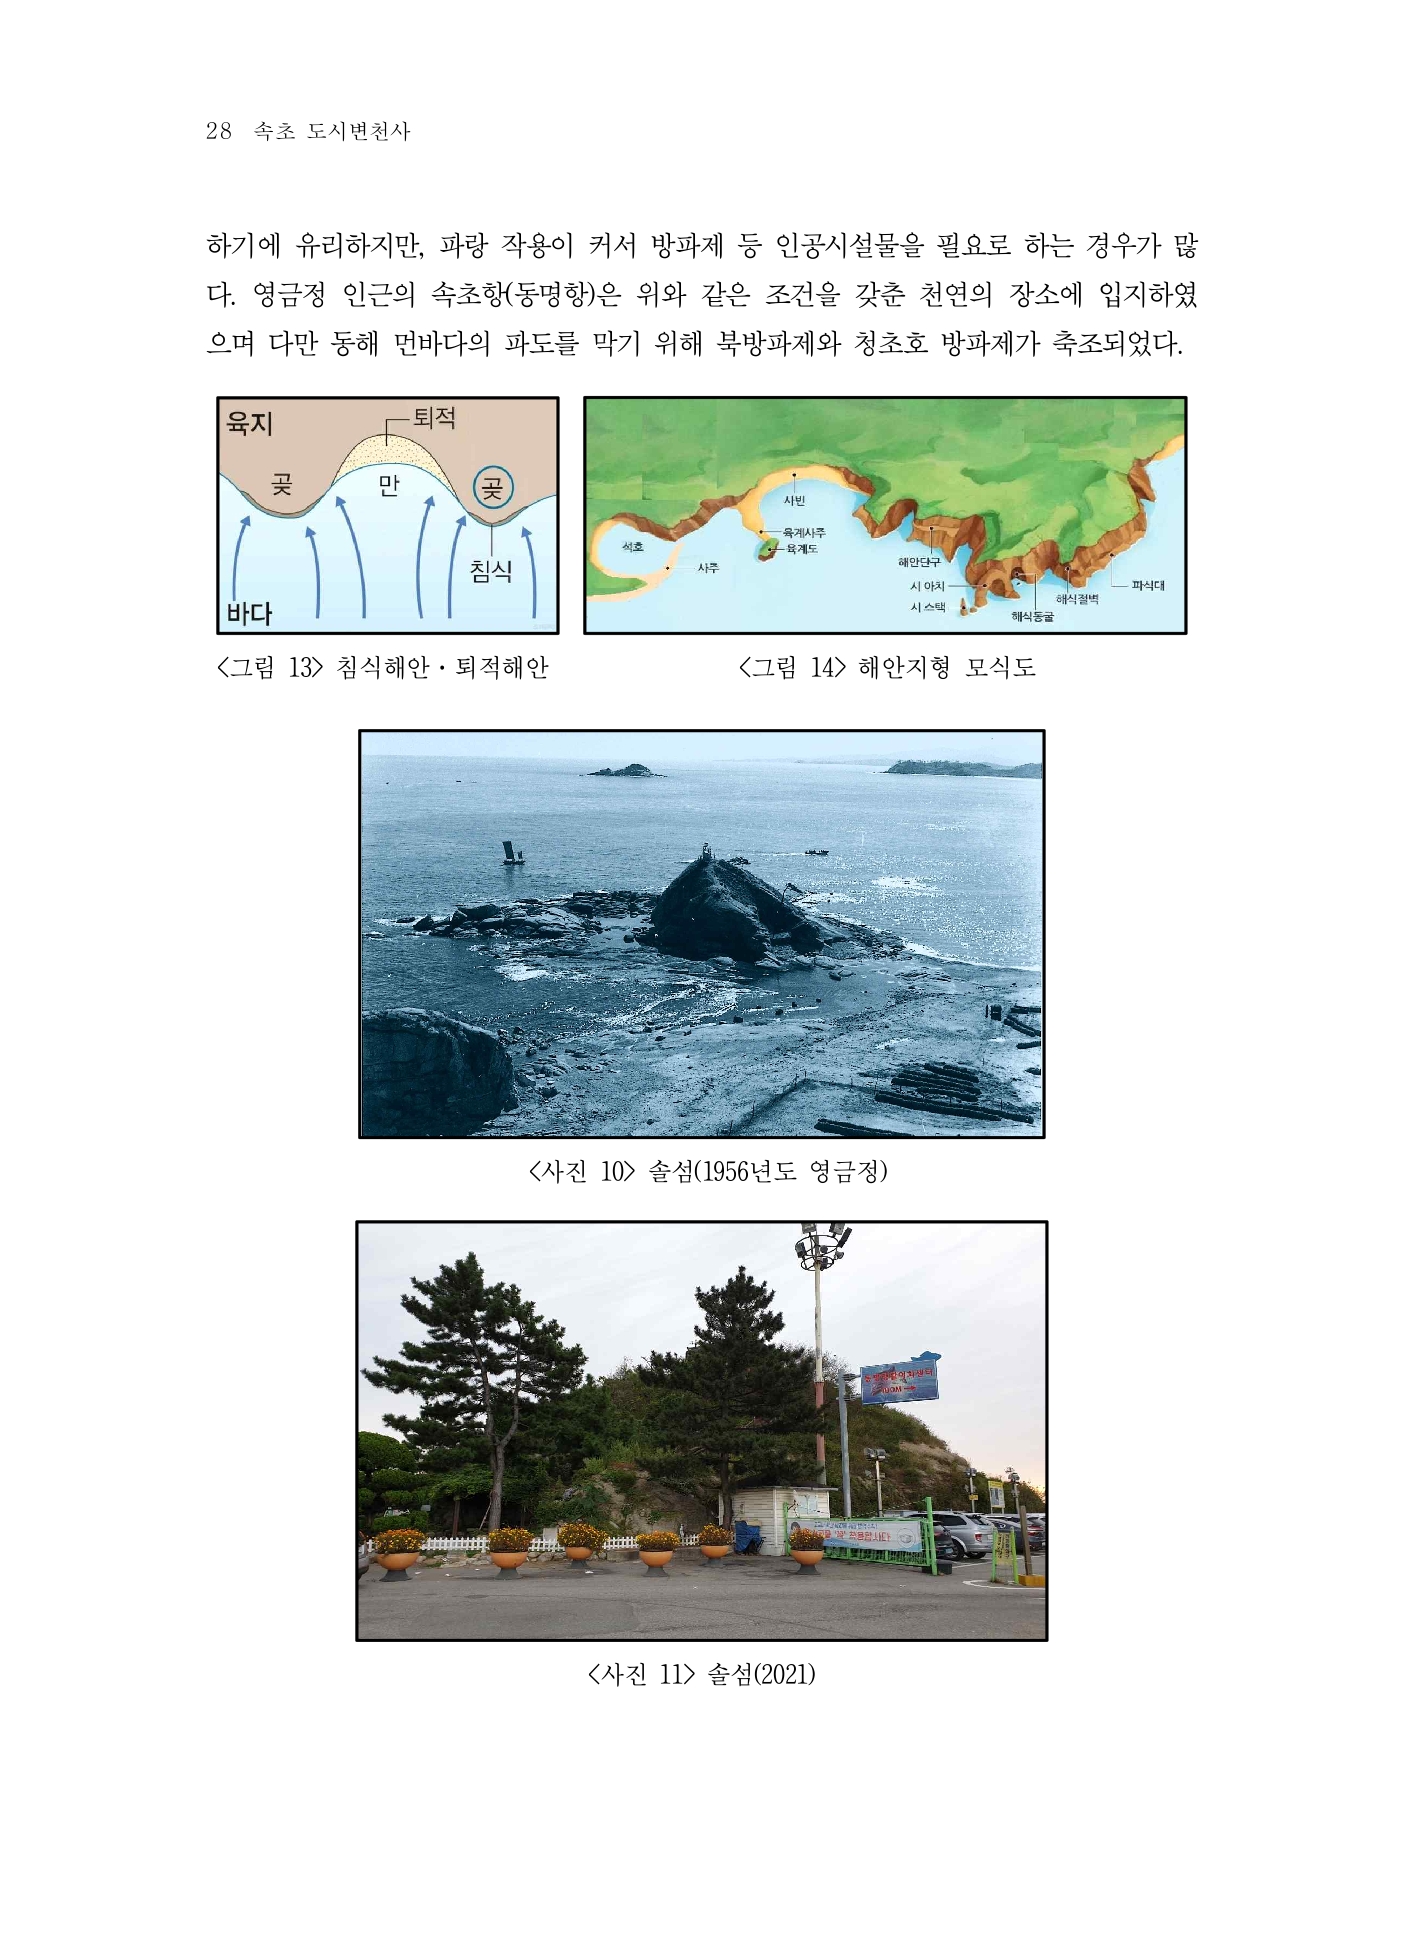 28 속초 도시변천사
하기에 유리하지만, 파랑 작용이 커서 방파제 등 인공시설물을 필요로 하는 경우가 많
다. 영금정 인근의 속초항(동명항)은 위와 같은 조건을 갖춘 천연의 장소에 입지하였
으며 다만 동해 먼바다의 파도를 막기 위해 북방파제와 청초호 방파제가 축조되었다.
육지
퇴적
곶
만
곶
침식
바다
사빈
육계사주
육계도
석호
사주
해안단구
시 아치
시 스택
해식동굴
해식절벽
파식대
<그림 13> 침식해안·퇴적해안
<그림 14> 해안지형 모식도
<사진 10> 솔섬(1956년도 영금정)
<사진 11> 솔섬(2021)